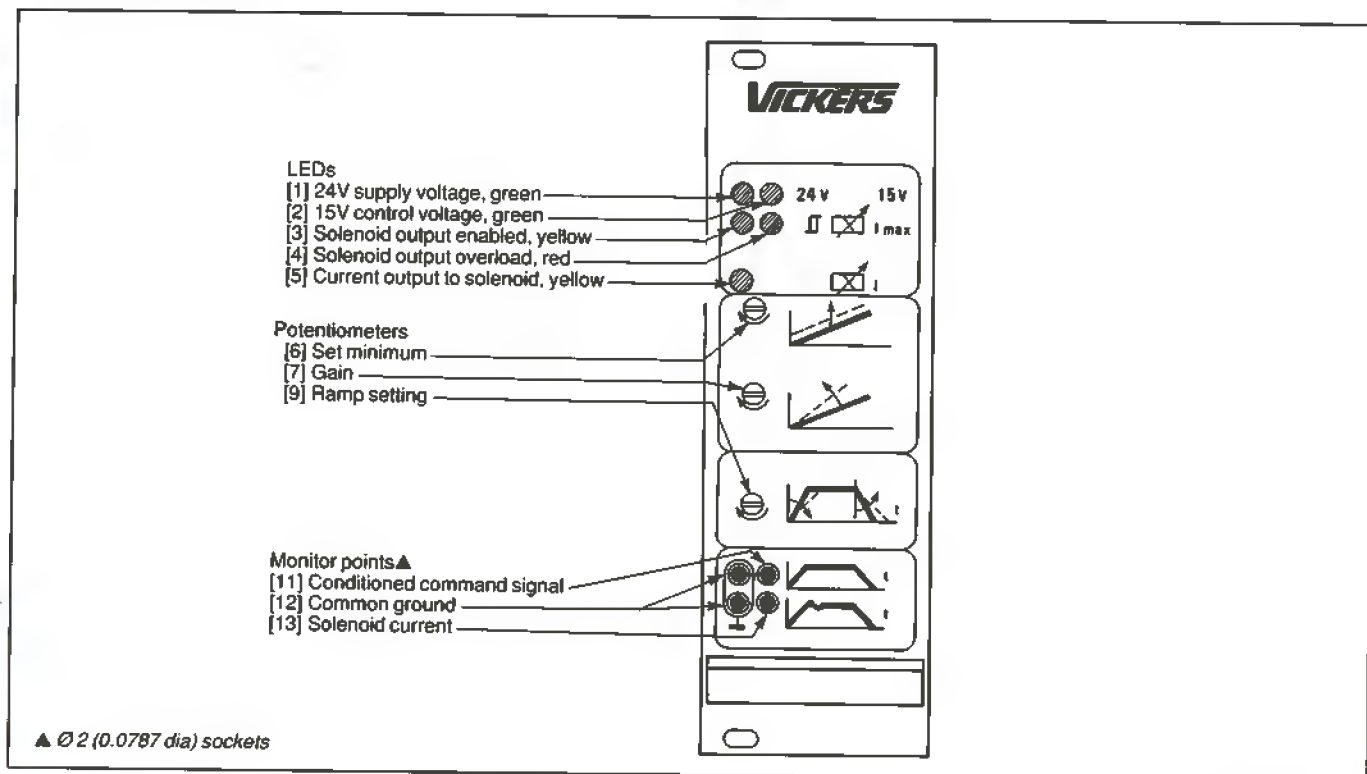 VICKERS
LEDs
[1] 24V supply voltage, green
[2] 15V control voltage, green
[3] Solenoid output enabled, yellow
[4] Solenoid output overload, red
[5] Current output to solenoid, yellow
24 V 15 V
I max
I
Potentiometers
[6] Set minimum
[7] Gain
[9] Ramp setting
t
Monitor points▲
[11] Conditioned command signal
[12] Common ground
[13] Solenoid current
t
t
▲ Ø 2 (0.0787 dia) sockets